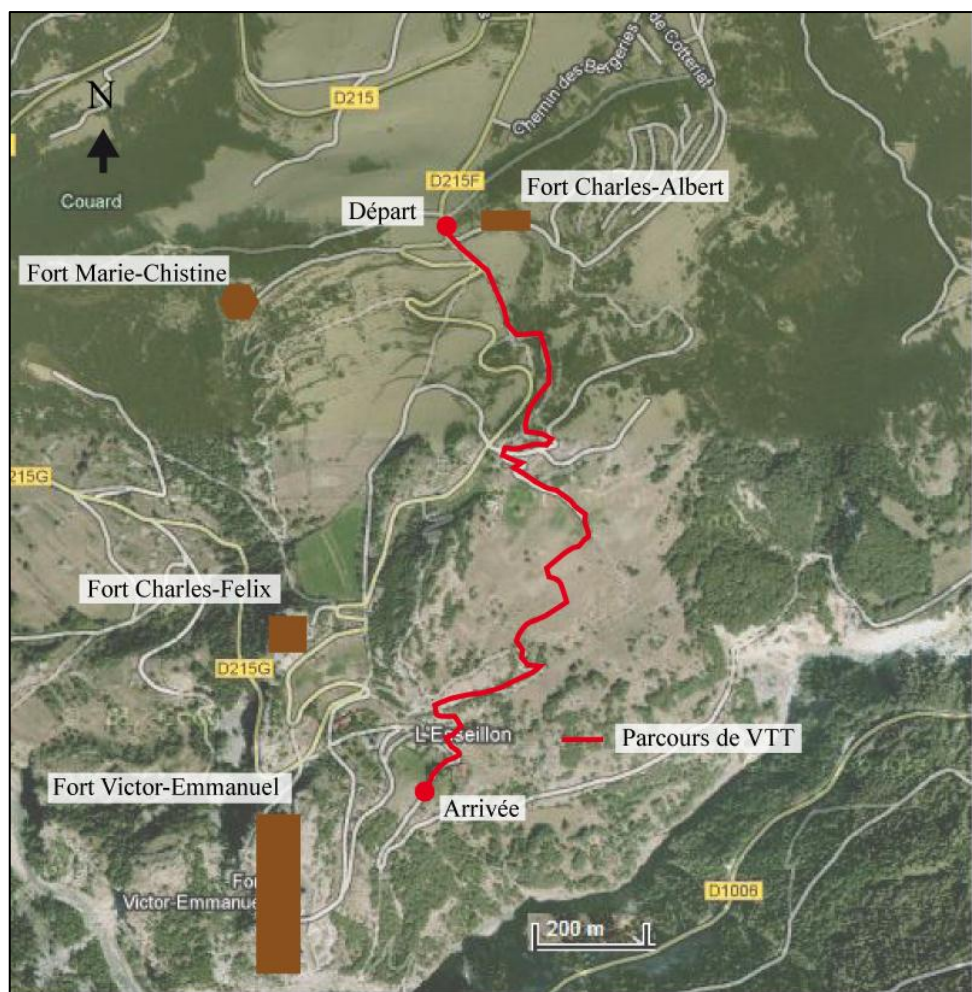 D215
Chemin des Bergeries
de Cotteriat
N
D215F
Fort Charles-Albert
Couard
Départ
Fort Marie-Chistine
215G
Fort Charles-Felix
D215G
L'Esseillon
Parcours de VTT
Fort Victor-Emmanuel
Arrivée
For
Victor-Emmanuel
D1006
200 m